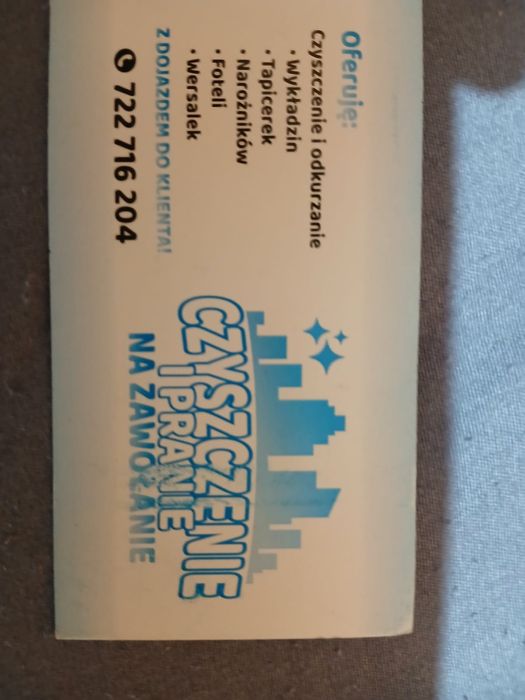 Oferuję:
Czyszczenie i odkurzanie
• Wykładzin
• Tapicerek
• Narożników
• Foteli
• Wersalek
Z DOJAZDEM DO KLIENTA!
722 716 204
CZYSZCZENIE
I PRANIE
NA ZAWOŁANIE